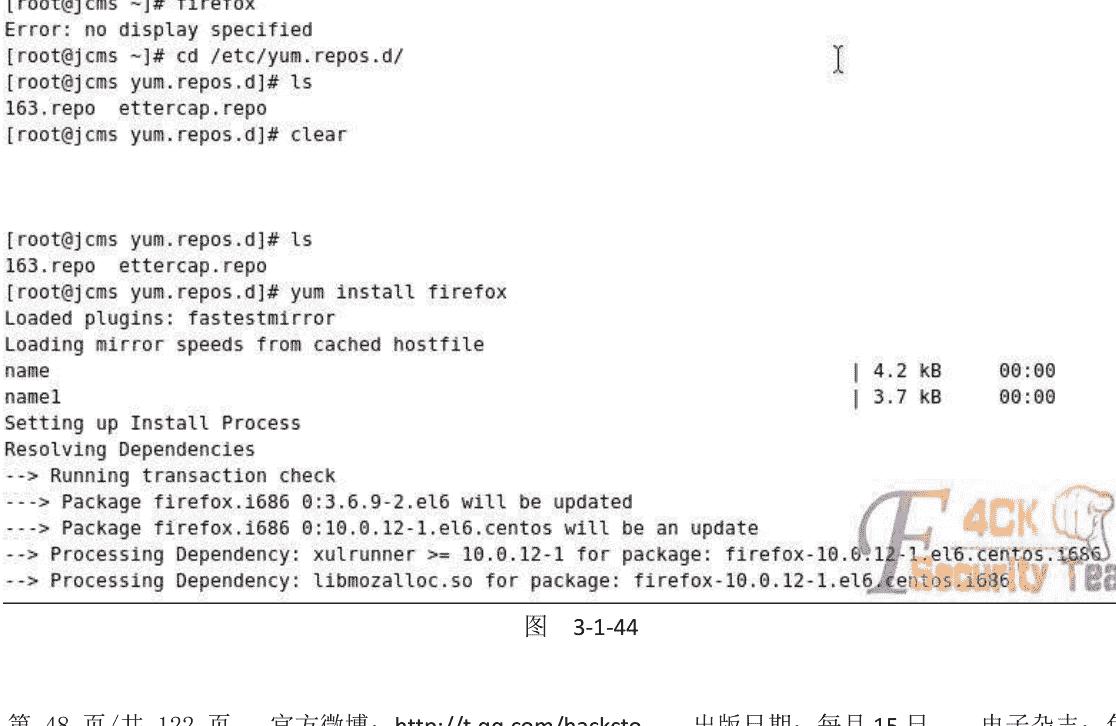 [root@jcms ~]# firefox
Error: no display specified
[root@jcms ~]# cd /etc/yum.repos.d/
[root@jcms yum.repos.d]# ls
163.repo  ettercap.repo
[root@jcms yum.repos.d]# clear
[root@jcms yum.repos.d]# ls
163.repo  ettercap.repo
[root@jcms yum.repos.d]# yum install firefox
Loaded plugins: fastestmirror
Loading mirror speeds from cached hostfile
name | 4.2 kB 00:00
name1 | 3.7 kB 00:00
Setting up Install Process
Resolving Dependencies
--> Running transaction check
---> Package firefox.i686 0:3.6.9-2.el6 will be updated
---> Package firefox.i686 0:10.0.12-1.el6.centos will be an update
--> Processing Dependency: xulrunner >= 10.0.12-1 for package: firefox-10.0.12-1.el6.centos.i686
--> Processing Dependency: libmozalloc.so for package: firefox-10.0.12-1.el6.centos.i686
F4CK
Security Tea
图 3-1-44
第 48 页/共 122 页 官方微博：http://t.qq.com/hackcto 出版日期：每月15日 电子杂志：